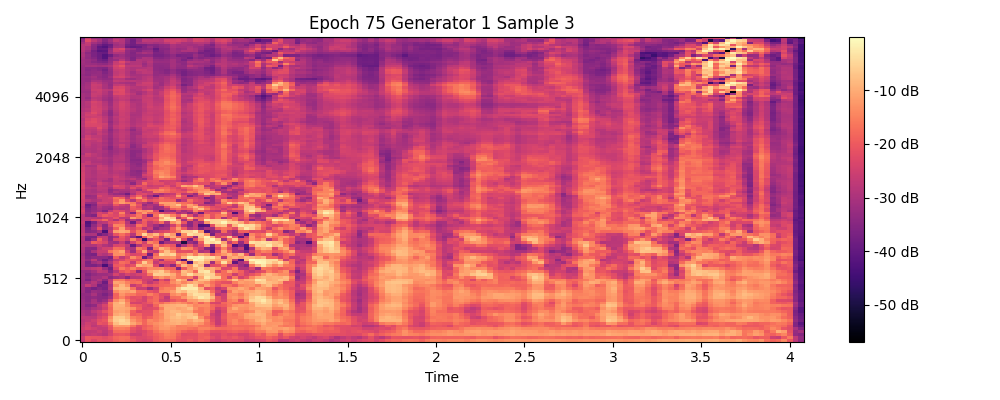 Epoch 75 Generator 1 Sample 3
Hz
4096
2048
1024
512
0
0 0.5 1 1.5 2 2.5 3 3.5 4
Time
-10 dB
-20 dB
-30 dB
-40 dB
-50 dB